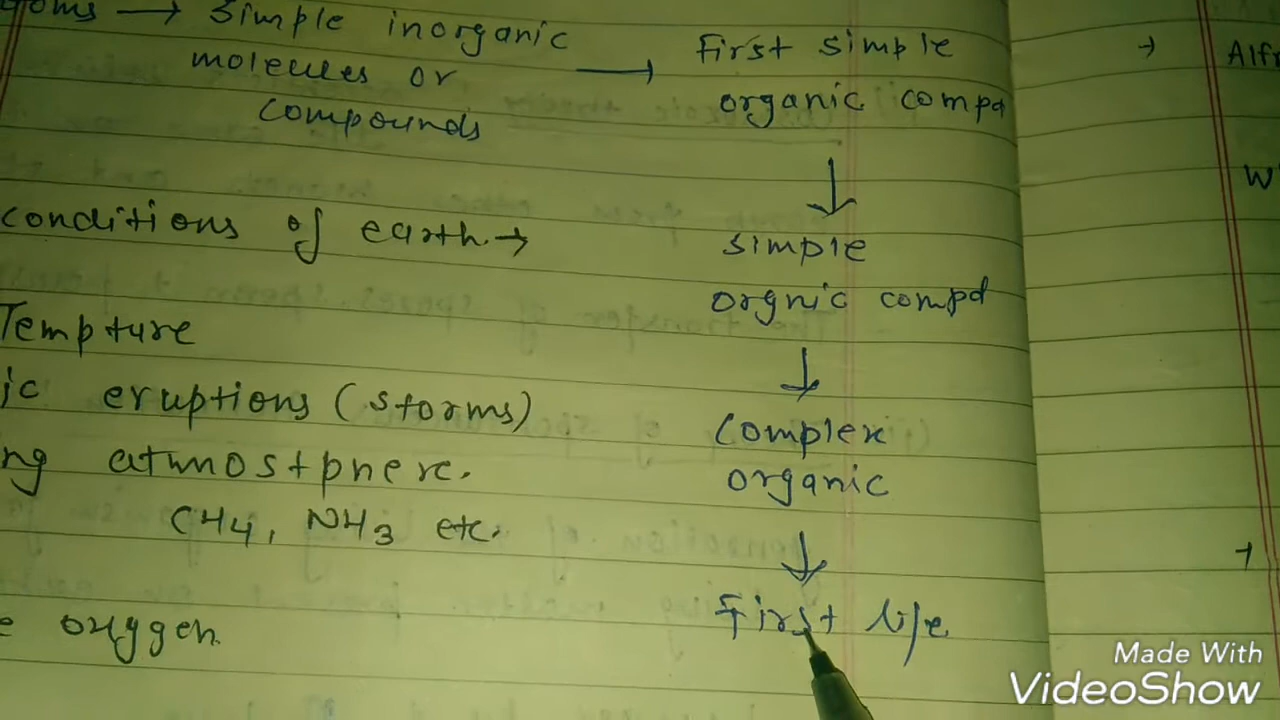 → Simple inorganic
molecules or
compounds
→ First simple
organic compd
↓
simple
orgnic compd
↓
complex
organic
↓
First life
conditions of earth →
Tempture
ic eruptions (storms)
ng atmostphere.
CH4, NH3 etc.
e oxygen
→ Alf
W
→
Made With
VideoShow